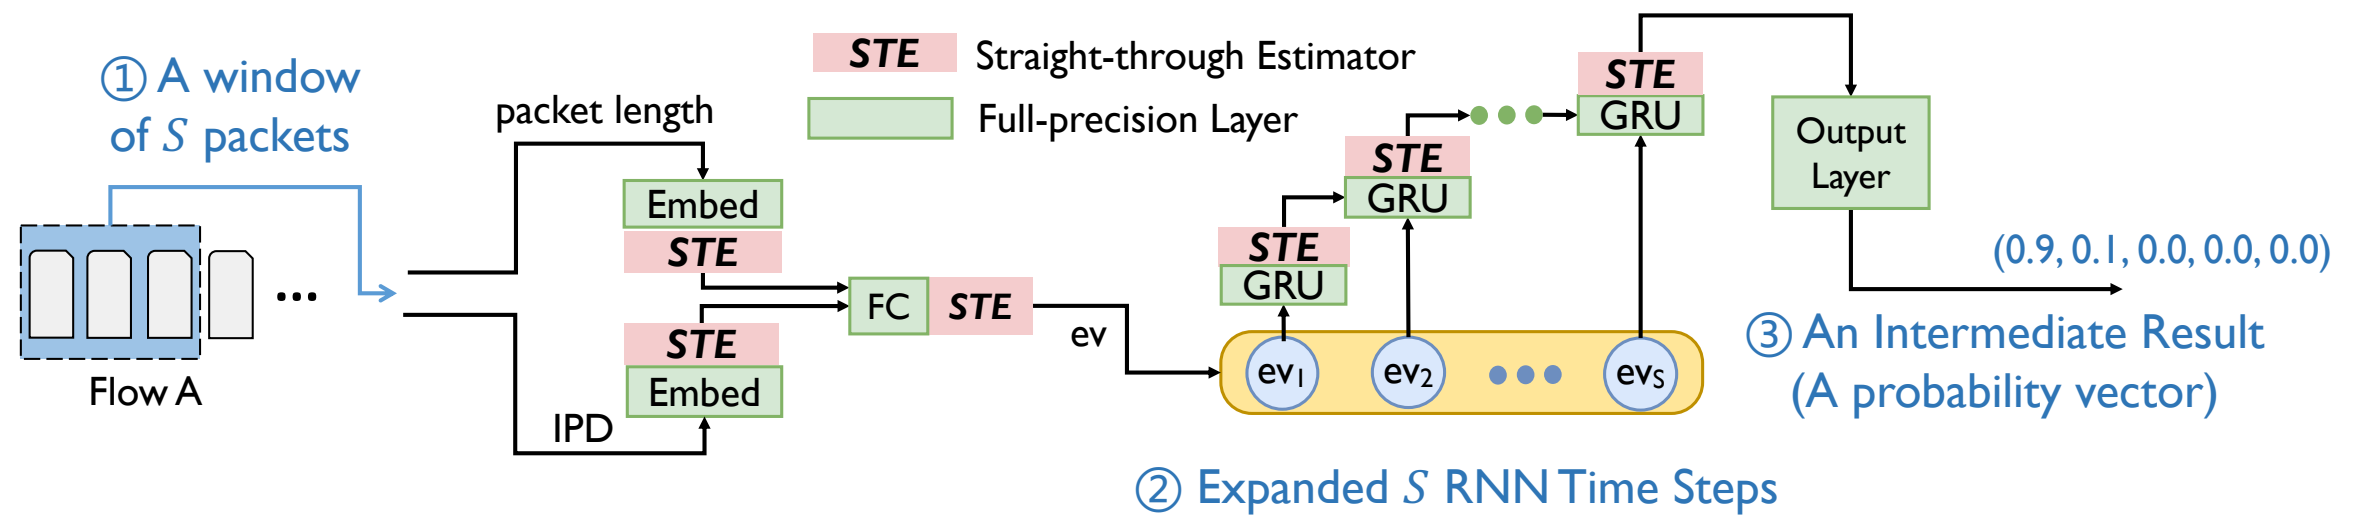 ① A window
of S packets
Flow A
packet length
IPD
Embed
STE
STE
Embed
FC
STE
ev
STE
Straight-through Estimator
Full-precision Layer
STE
GRU
STE
GRU
STE
GRU
ev1
ev2
evS
② Expanded S RNN Time Steps
Output
Layer
(0.9, 0.1, 0.0, 0.0, 0.0)
③ An Intermediate Result
(A probability vector)